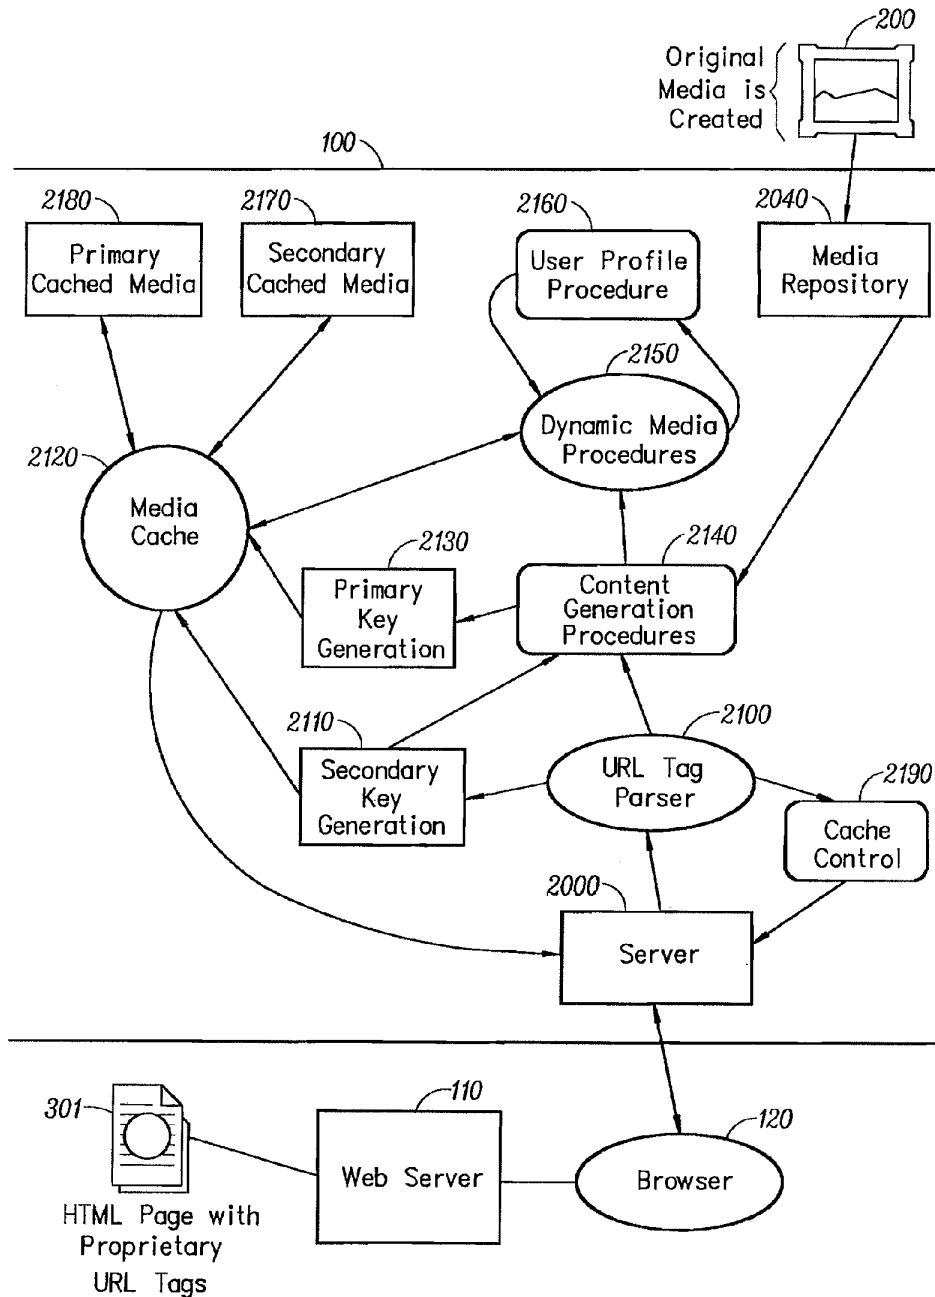 200
Original
Media is
Created
100
2180
2170
2160
2040
Primary
Cached Media
Secondary
Cached Media
User Profile
Procedure
Media
Repository
2150
Dynamic Media
Procedures
2120
Media
Cache
2130
2140
Primary
Key
Generation
Content
Generation
Procedures
2110
2100
Secondary
Key
Generation
URL Tag
Parser
2190
Cache
Control
2000
Server
301
110
120
Web Server
Browser
HTML Page with
Proprietary
URL Tags